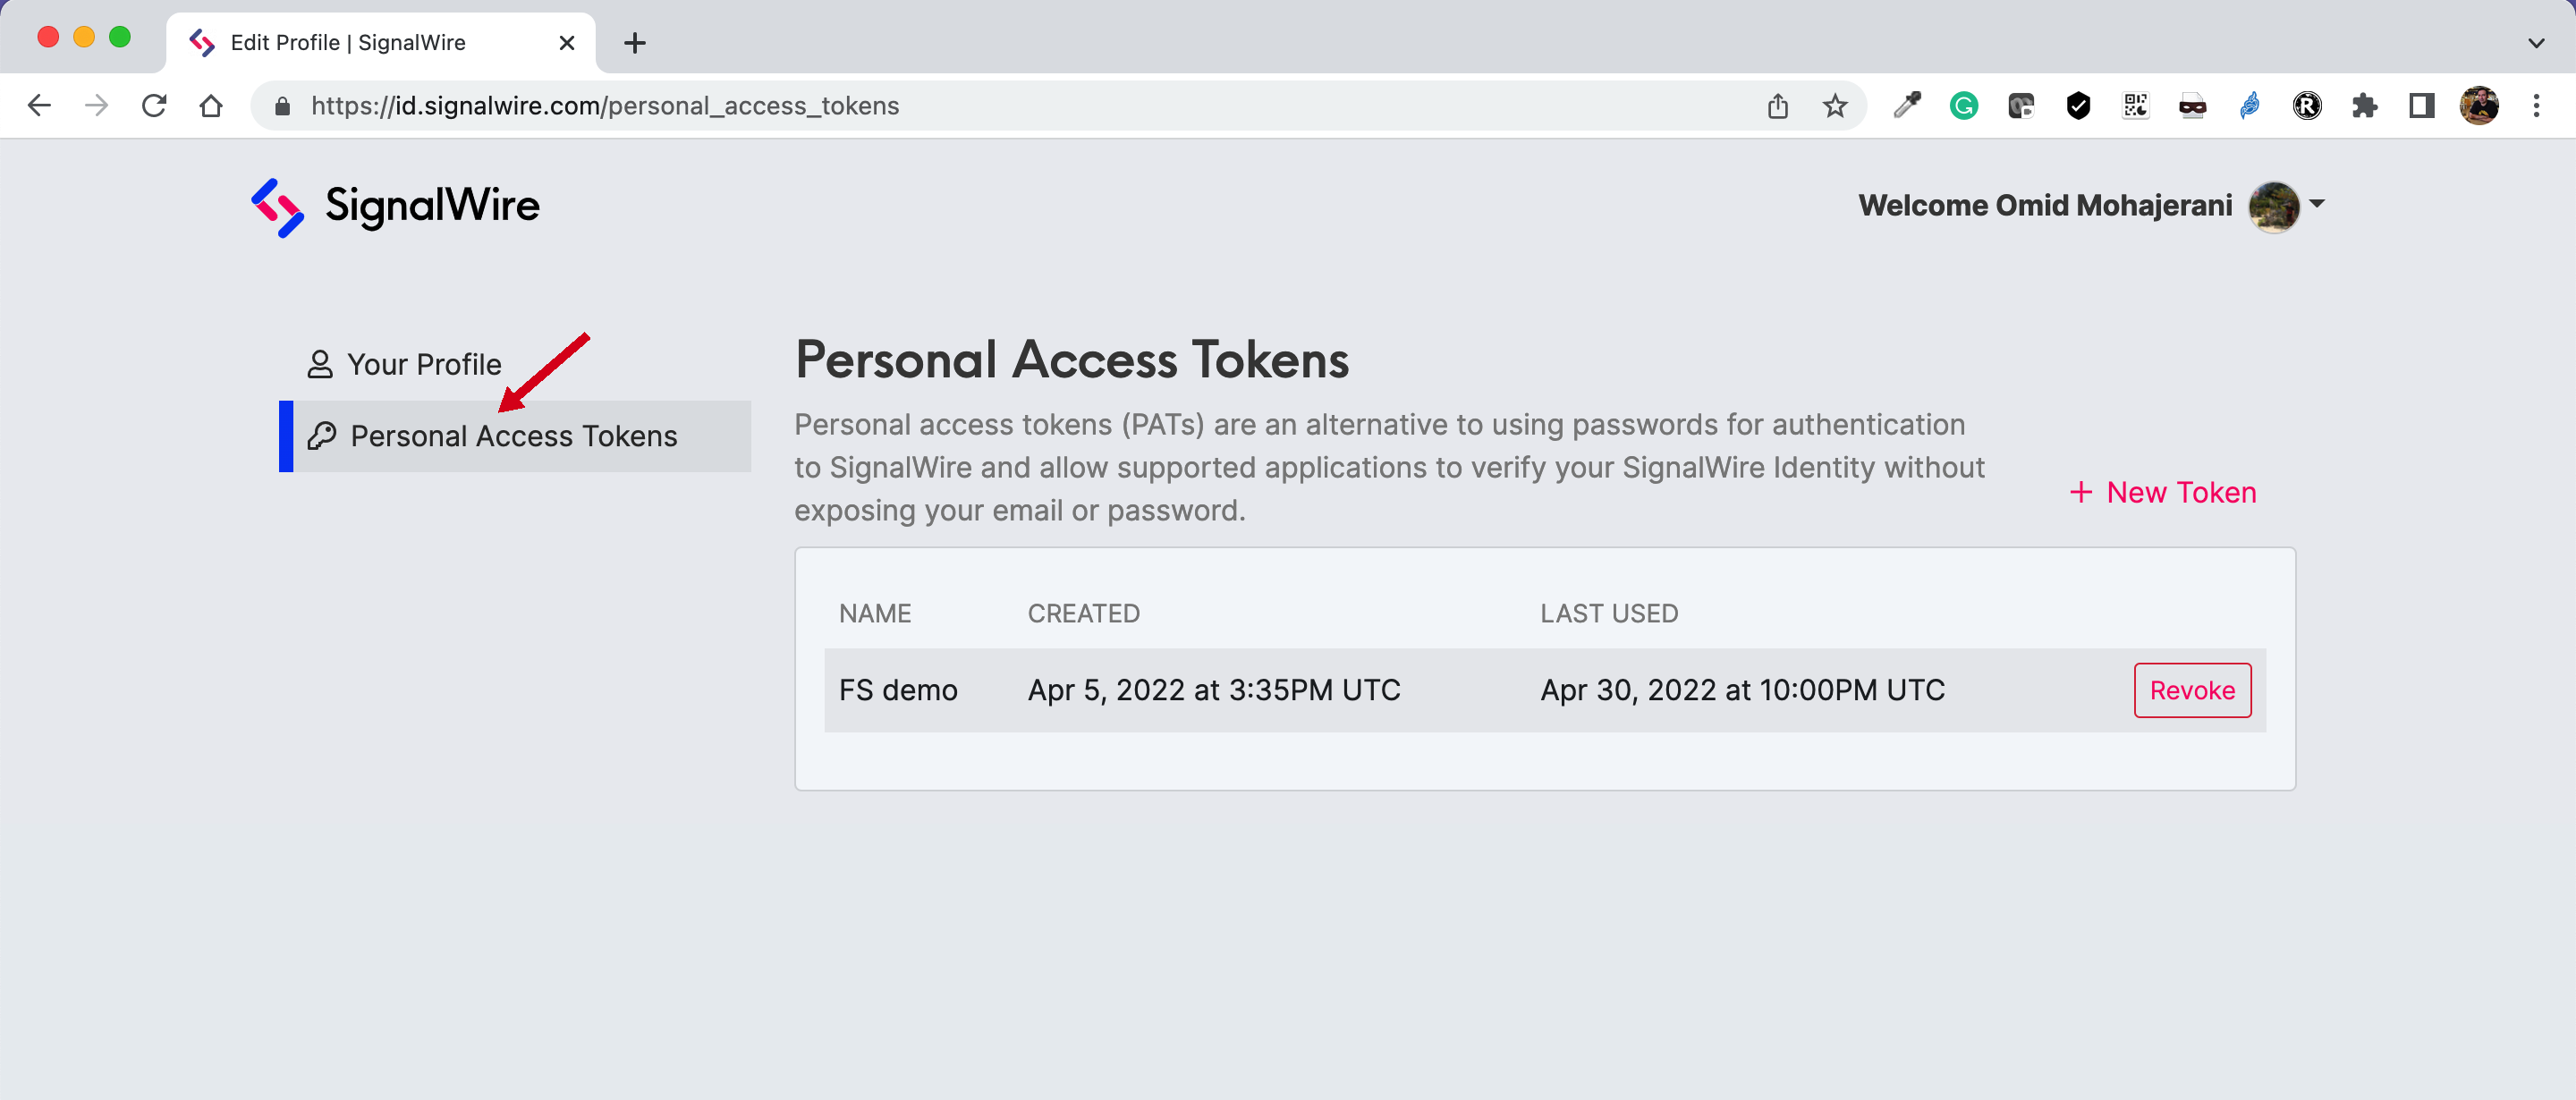 Edit Profile | SignalWire
https://id.signalwire.com/personal_access_tokens
SignalWire
Welcome Omid Mohajerani
Your Profile
Personal Access Tokens
Personal Access Tokens
Personal access tokens (PATs) are an alternative to using passwords for authentication
to SignalWire and allow supported applications to verify your SignalWire Identity without
exposing your email or password.
+ New Token
NAME CREATED LAST USED
FS demo Apr 5, 2022 at 3:35PM UTC Apr 30, 2022 at 10:00PM UTC Revoke